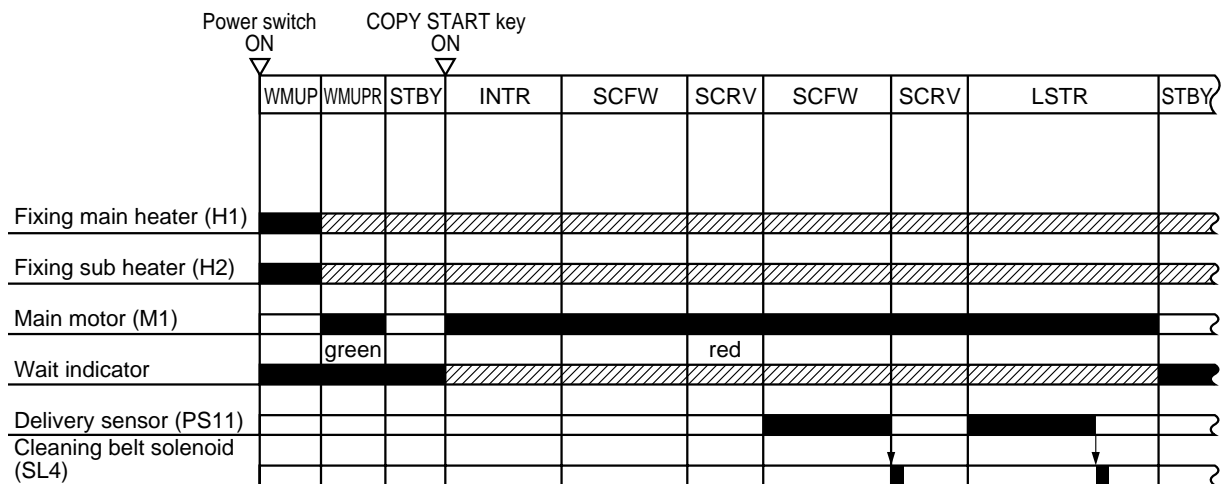 Power switch
ON
COPY START key
ON
WMUP WMUPR STBY INTR SCFW SCRV SCFW SCRV LSTR STBY
Fixing main heater (H1)
Fixing sub heater (H2)
Main motor (M1)
green red
Wait indicator
Delivery sensor (PS11)
Cleaning belt solenoid
(SL4)